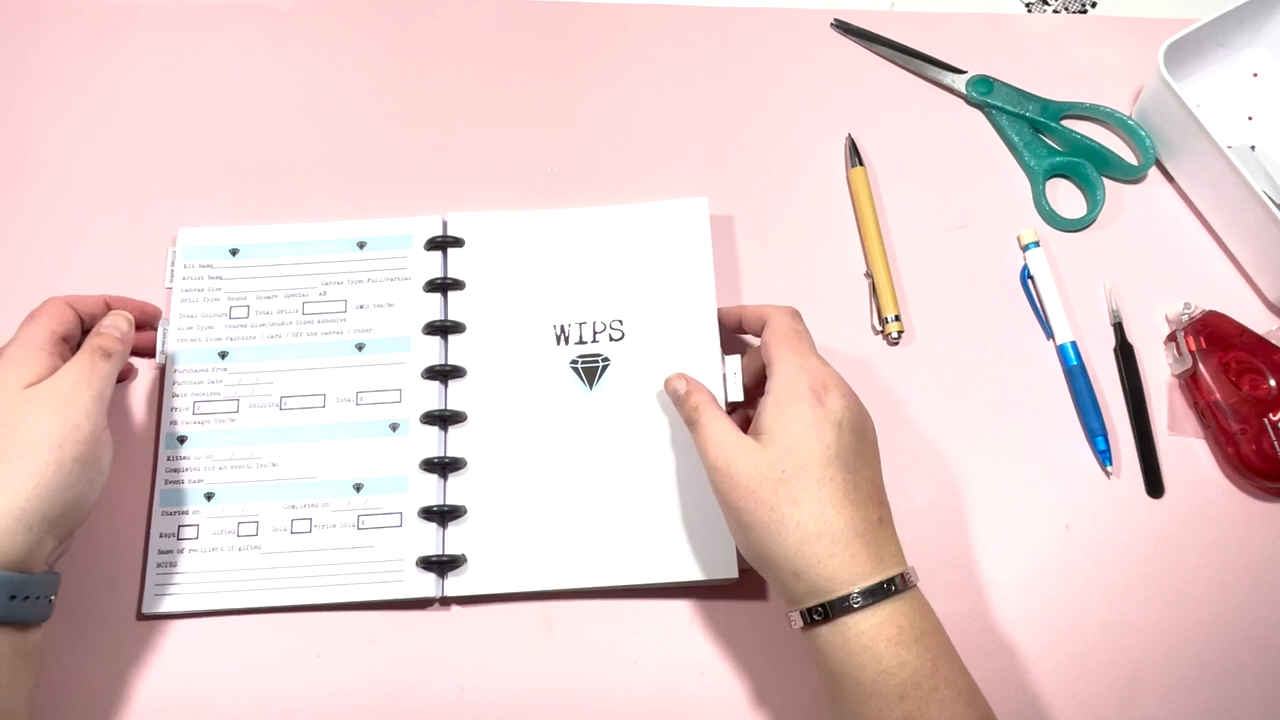 Kit Name
Artist Name
Canvas Size Canvas Type: Full/Partial
Drill Type: Round Square Special AB
Total Colours Total Drills DMC: Yes/No
Glue Type: Poured Glue/Double Sided Adhesive
Project from Painting / Card / Off the canvas / Other
Purchased from
Purchase Date / /
Date Received / /
Price £ Shipping £ Total £
PR Package: Yes/No
Kitted up on / /
Completed for an event: Yes/No
Event Name
Started on / / Completed on / /
Kept Gifted Sold Price Sold £
Name of recipient if gifted
NOTES
Inventory
WIPS